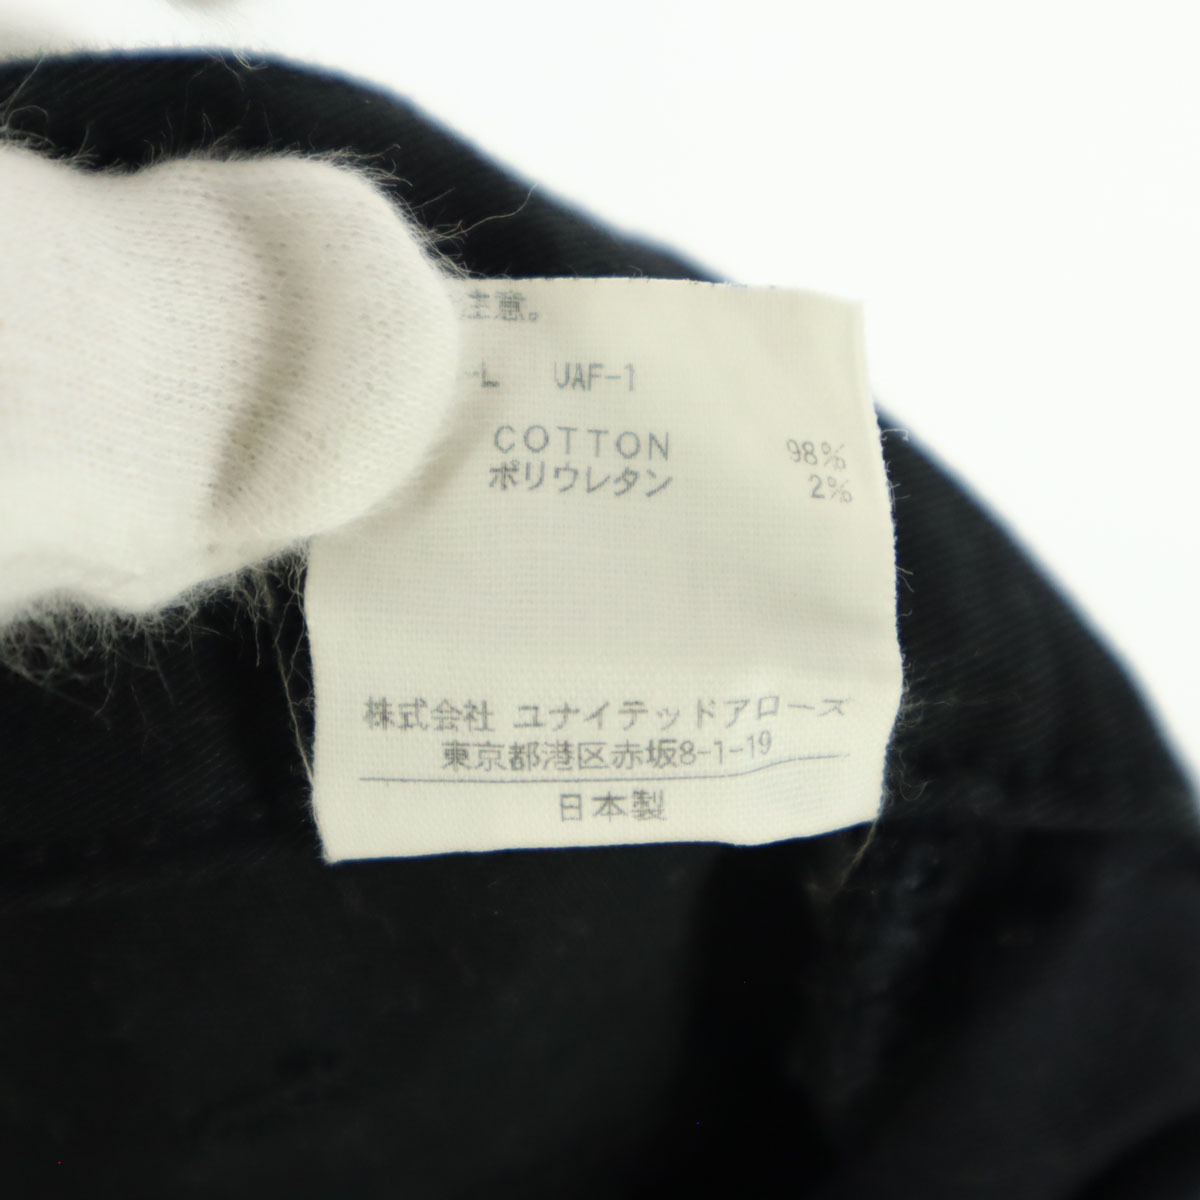 主意。
-L UAF-1
COTTON 98%
ポリウレタン 2%
株式会社 ユナイテッドアローズ
東京都港区赤坂8-1-19
日本製